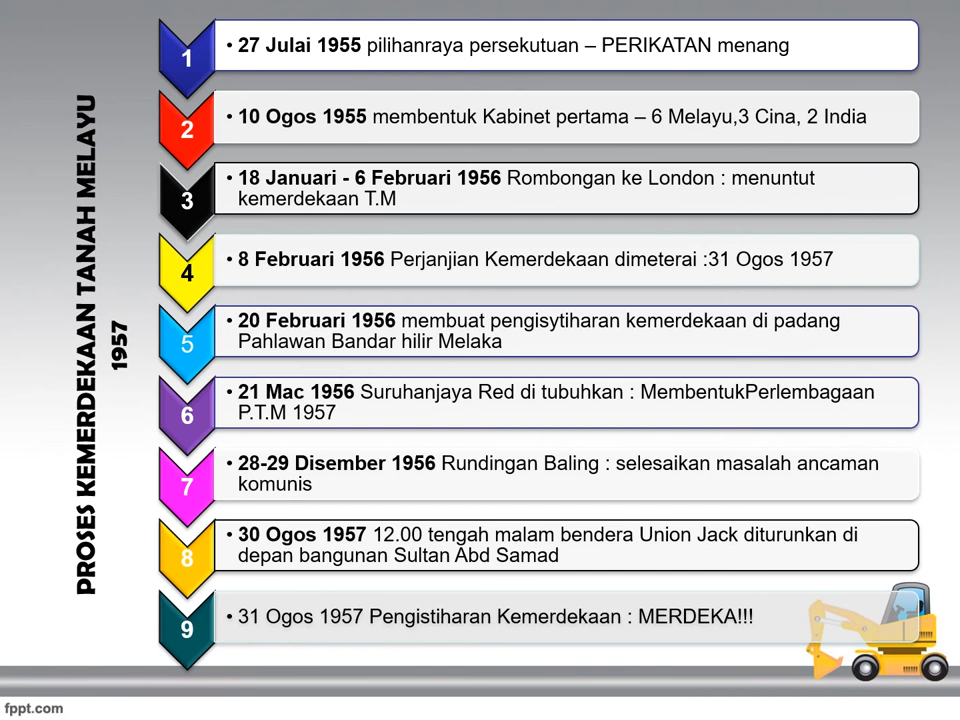 PROSES KEMERDEKAAN TANAH MELAYU
1957
1
• 27 Julai 1955 pilihanraya persekutuan – PERIKATAN menang
2
• 10 Ogos 1955 membentuk Kabinet pertama – 6 Melayu,3 Cina, 2 India
3
• 18 Januari - 6 Februari 1956 Rombongan ke London : menuntut
kemerdekaan T.M
4
• 8 Februari 1956 Perjanjian Kemerdekaan dimeterai :31 Ogos 1957
5
• 20 Februari 1956 membuat pengisytiharan kemerdekaan di padang
Pahlawan Bandar hilir Melaka
6
• 21 Mac 1956 Suruhanjaya Red di tubuhkan : MembentukPerlembagaan
P.T.M 1957
7
• 28-29 Disember 1956 Rundingan Baling : selesaikan masalah ancaman
komunis
8
• 30 Ogos 1957 12.00 tengah malam bendera Union Jack diturunkan di
depan bangunan Sultan Abd Samad
9
• 31 Ogos 1957 Pengistiharan Kemerdekaan : MERDEKA!!!
fppt.com